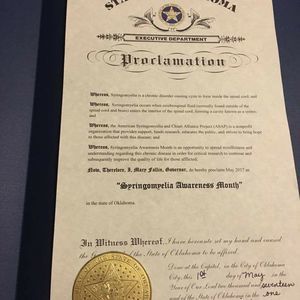 STATE OF OKLAHOMA
EXECUTIVE DEPARTMENT
Proclamation
Whereas, Syringomyelia is a chronic disorder causing cysts to form inside the spinal cord; and
Whereas, Syringomyelia occurs when cerebrospinal fluid (normally found outside of the
spinal cord and brain) enters the interior of the spinal cord, forming a cavity known as a syrinx;
and
Whereas, the American Syringomyelia and Chiari Alliance Project (ASAP) is a nonprofit
organization that provides support, funds research, educates the public, and strives to bring hope
to those affected with this disease; and
Whereas, Syringomyelia Awareness Month is an opportunity to spread mindfulness and
understanding regarding this chronic disease in order for critical research to continue and
subsequently improve the quality of life for those affected.
Now, Therefore, I, Mary Fallin, Governor, do hereby proclaim May 2017 as
"Syringomyelia Awareness Month"
in the state of Oklahoma.
In Witness Whereof, I have hereunto set my hand and caused
the Great Seal of the State of Oklahoma to be affixed.
Done at the Capitol, in the City of Oklahoma
City, this 1st day of May
Year of Our Lord two thousand and seventeen
of the State of Oklahoma in the one